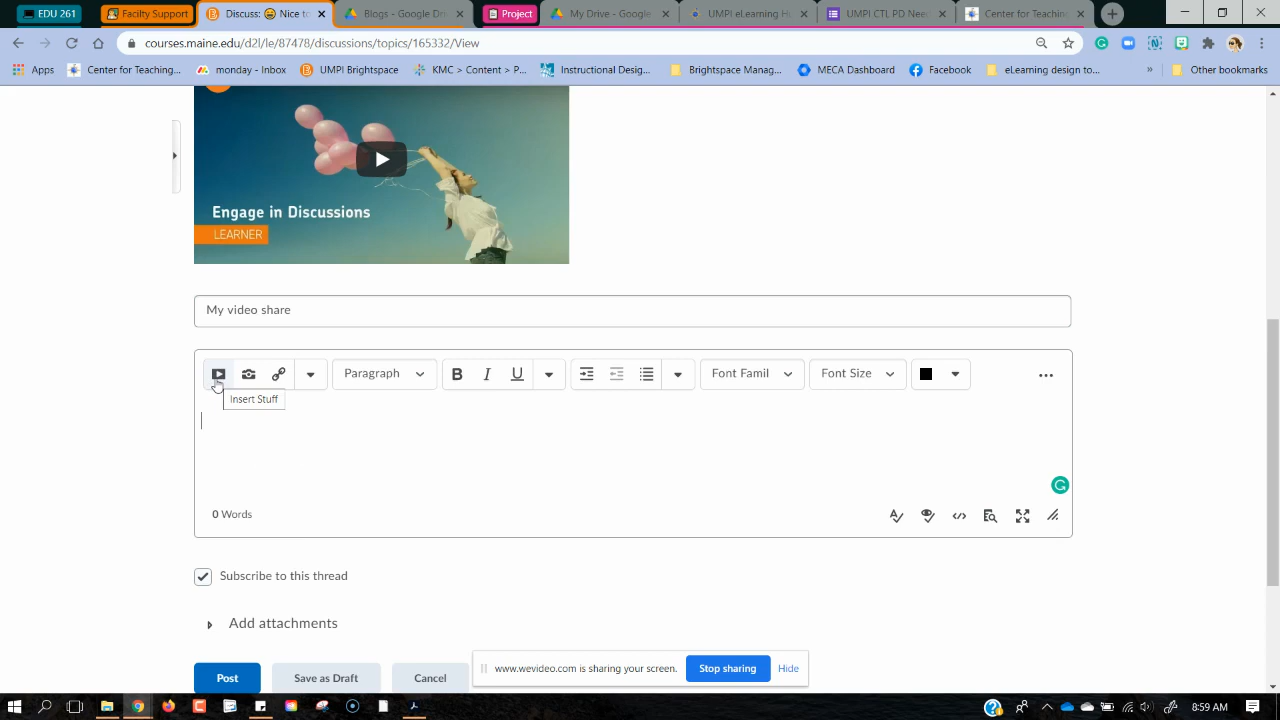 EDU 261
Facilty Support
Discuss: 😄 Nice to
Blogs - Google Dri
Project
My Drive - Google
UMPI eLearning H
UMPI CTL PD Nee
Center for Teachin
courses.maine.edu/d2l/le/87478/discussions/topics/165332/View
Apps
Center for Teaching...
monday - Inbox
UMPI Brightspace
KMC > Content > P...
Instructional Desig...
Brightspace Manag...
MECA Dashboard
Facebook
eLearning design to...
»
Other bookmarks
Engage in Discussions
LEARNER
My video share
Paragraph
B I U
Font Famil
Font Size
...
Insert Stuff
0 Words
Subscribe to this thread
Add attachments
Post
Save as Draft
Cancel
www.wevideo.com is sharing your screen.
Stop sharing
Hide
8:59 AM